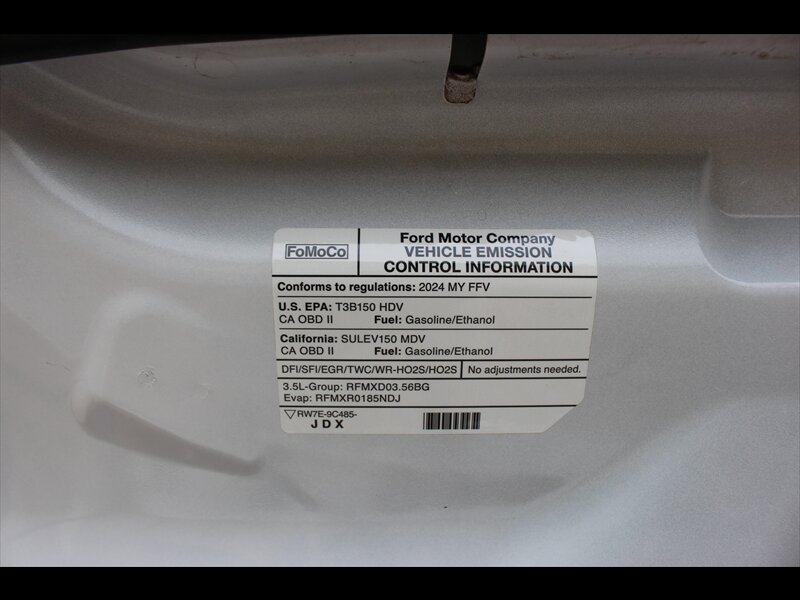 FoMoCo
Ford Motor Company
VEHICLE EMISSION
CONTROL INFORMATION
Conforms to regulations: 2024 MY FFV
U.S. EPA: T3B150 HDV
CA OBD II Fuel: Gasoline/Ethanol
California: SULEV150 MDV
CA OBD II Fuel: Gasoline/Ethanol
DFI/SFI/EGR/TWC/WR-HO2S/HO2S No adjustments needed.
3.5L-Group: RFMXD03.56BG
Evap: RFMXR0185NDJ
RW7E-9C485-
JDX